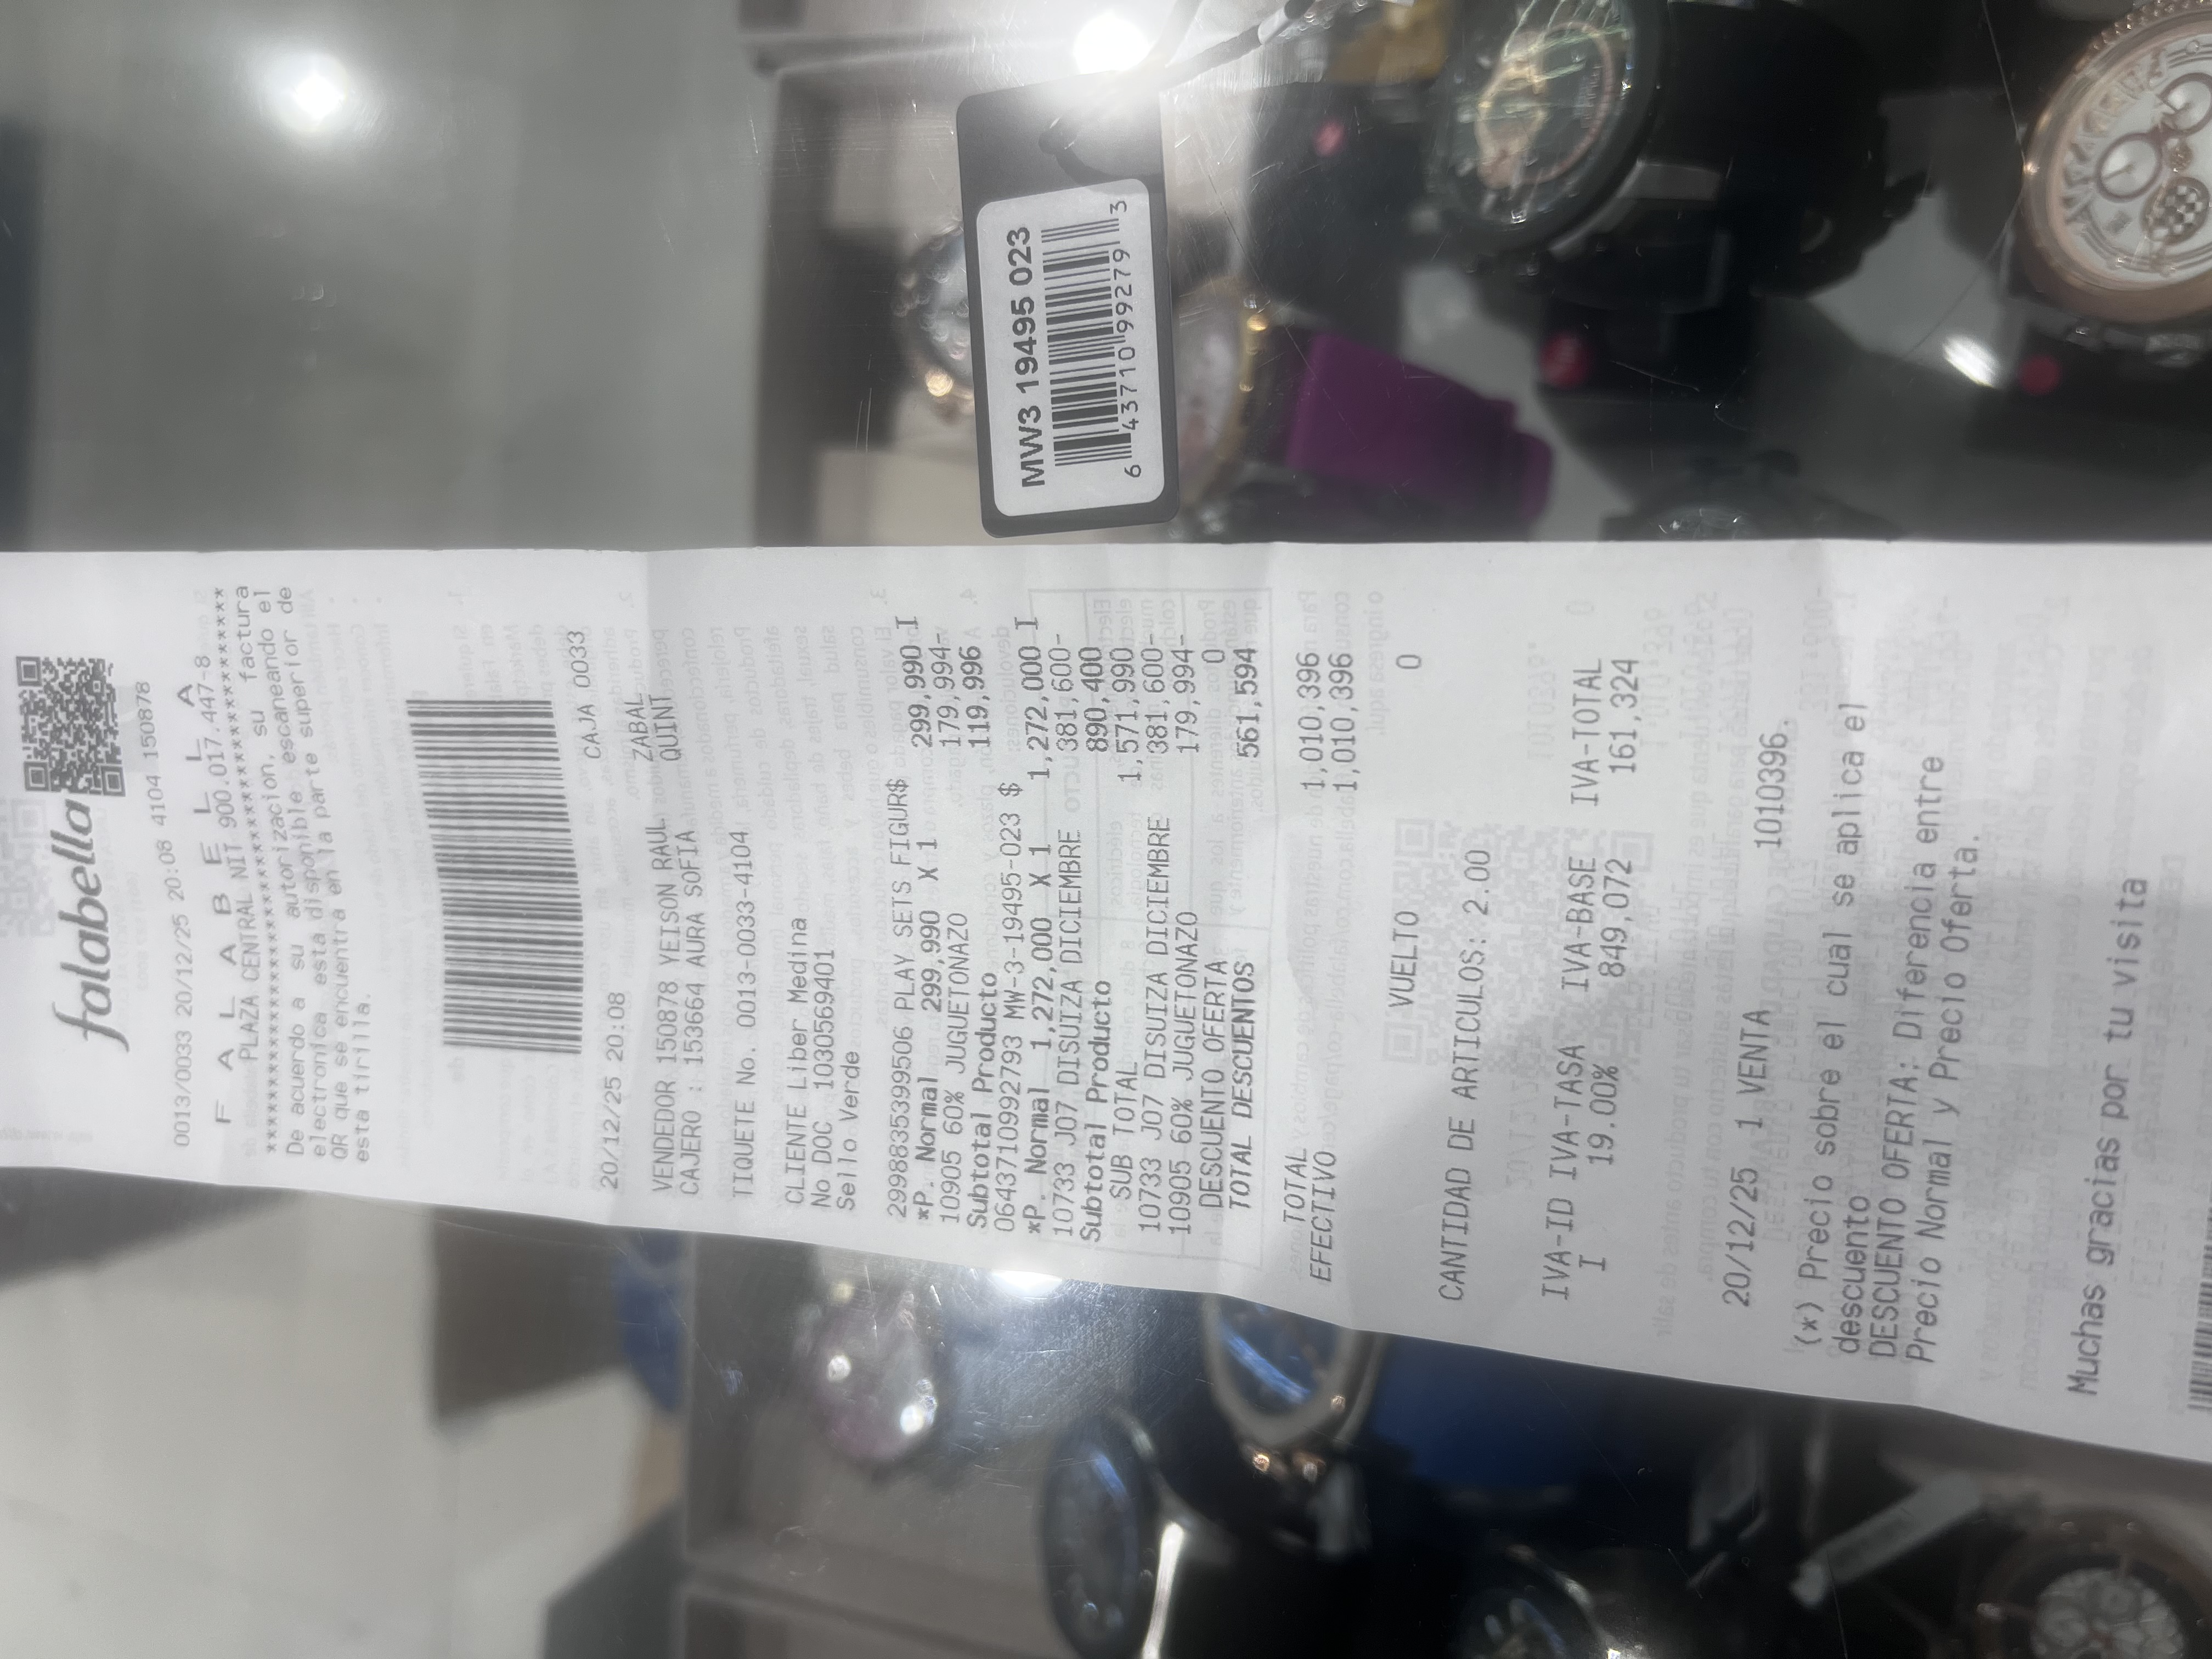 MW3 19495 023
6 43710 99279 3
falabella
0013/0033 20/12/25 20:08 4104 150878
F A L A B E L L A
PLAZA CENTRAL NIT 900.017.447-8
De acuerdo a su autorizacion, su factura
electronica esta disponible escaneando el
QR que se encuentra en la parte superior de
esta tirilla.
20/12/25 20:08 CAJA 0033
VENDEDOR 150878 YEISON RAUL ZABAL
CAJERO : 153664 AURA SOFIA QUINT
TIQUETE No. 0013-0033-4104
CLIENTE Liber Medina
No DOC 1030569401
Sello Verde
2999835399506 PLAY SETS FIGUR$
*P. Normal 299,990 X 1 299,990 I
10905 60% JUGUETONAZO 179,994-
Subtotal Producto 119,996
0643710992793 MW-3-19495-023 $
*P. Normal 1,272,000 X 1 1,272,000 I
10733 J07 DISUIZA DICIEMBRE 381,600-
Subtotal Producto 890,400
SUB TOTAL 1,571,990
10733 J07 DISUIZA DICIEMBRE 381,600-
10905 60% JUGUETONAZO 179,994-
DESCUENTO OFERTA 0
TOTAL DESCUENTOS 561,594
TOTAL 1,010,396
EFECTIVO 1,010,396
VUELTO 0
CANTIDAD DE ARTICULOS: 2.00
IVA-ID IVA-TASA IVA-BASE IVA-TOTAL
I 19.00% 849,072 161,324
20/12/25 1 VENTA 1010396.
(*) Precio sobre el cual se aplica el
descuento
DESCUENTO OFERTA: Diferencia entre
Precio Normal y Precio Oferta.
Muchas gracias por tu visita